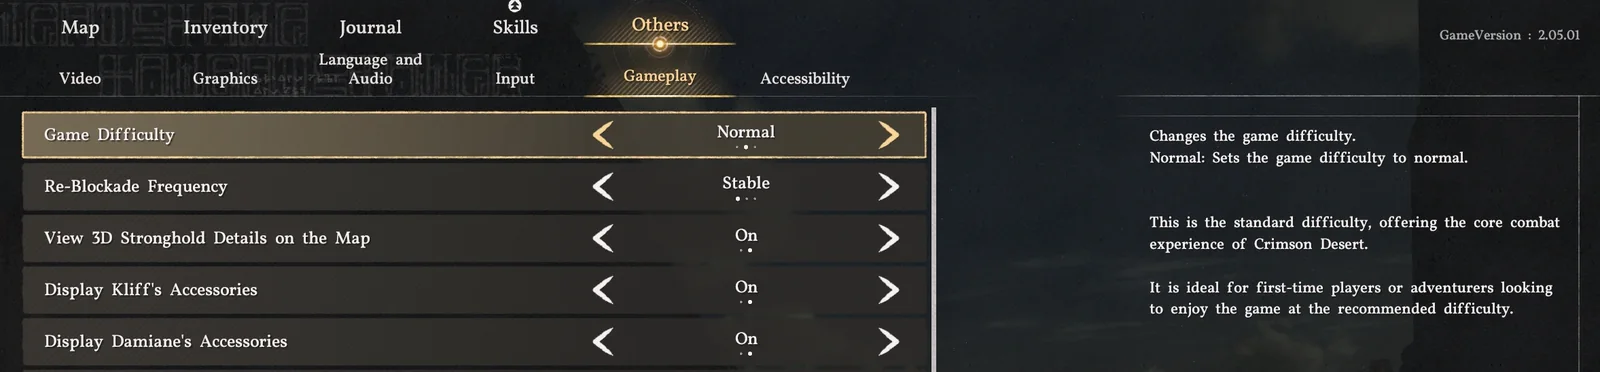 Map Inventory Journal Skills Others
GameVersion : 2.05.01
Video Graphics Language and Audio Input Gameplay Accessibility
Game Difficulty Normal
Re-Blockade Frequency Stable
View 3D Stronghold Details on the Map On
Display Kliff's Accessories On
Display Damiane's Accessories On
Changes the game difficulty.
Normal: Sets the game difficulty to normal.
This is the standard difficulty, offering the core combat
experience of Crimson Desert.
It is ideal for first-time players or adventurers looking
to enjoy the game at the recommended difficulty.